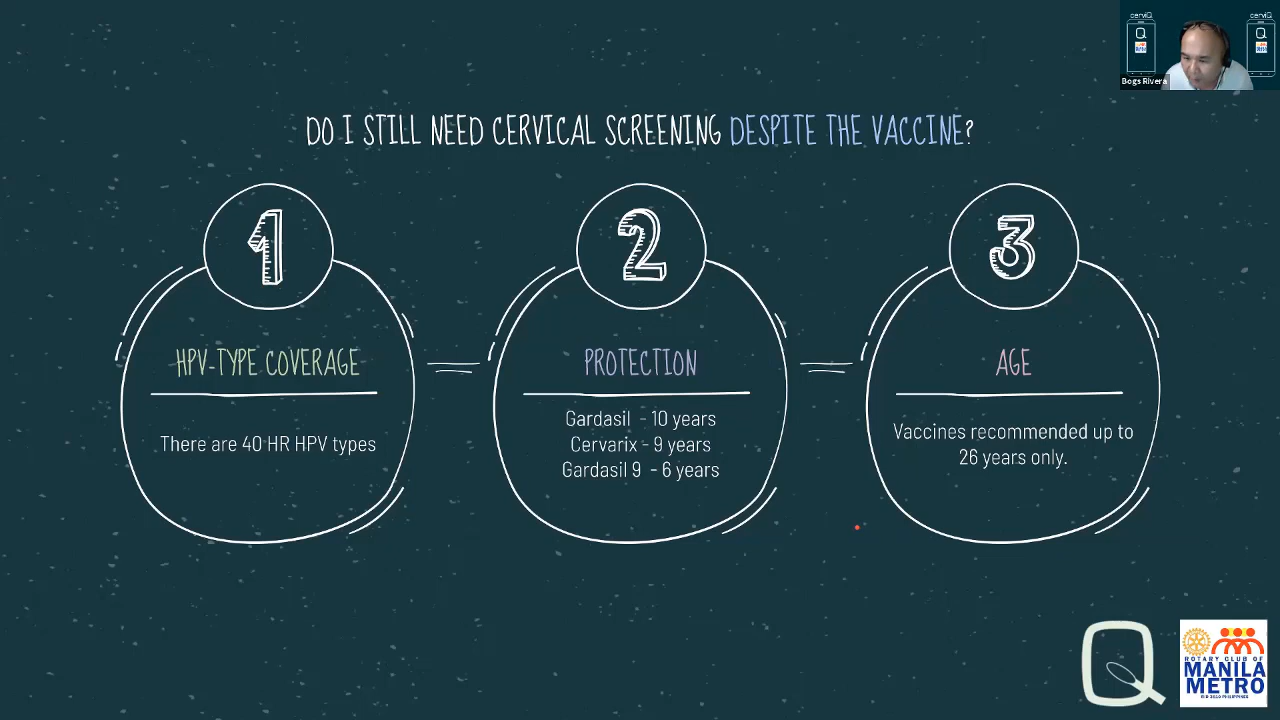 cerviQ
cerviQ
Q
Q
Bogs Rivera
DO I STILL NEED CERVICAL SCREENING DESPITE THE VACCINE?
1
2
3
HPV-TYPE COVERAGE
There are 40 HR HPV types
PROTECTION
Gardasil - 10 years
Cervarix - 9 years
Gardasil 9 - 6 years
AGE
Vaccines recommended up to
26 years only.
Q
ROTARY CLUB OF
MANILA
METRO